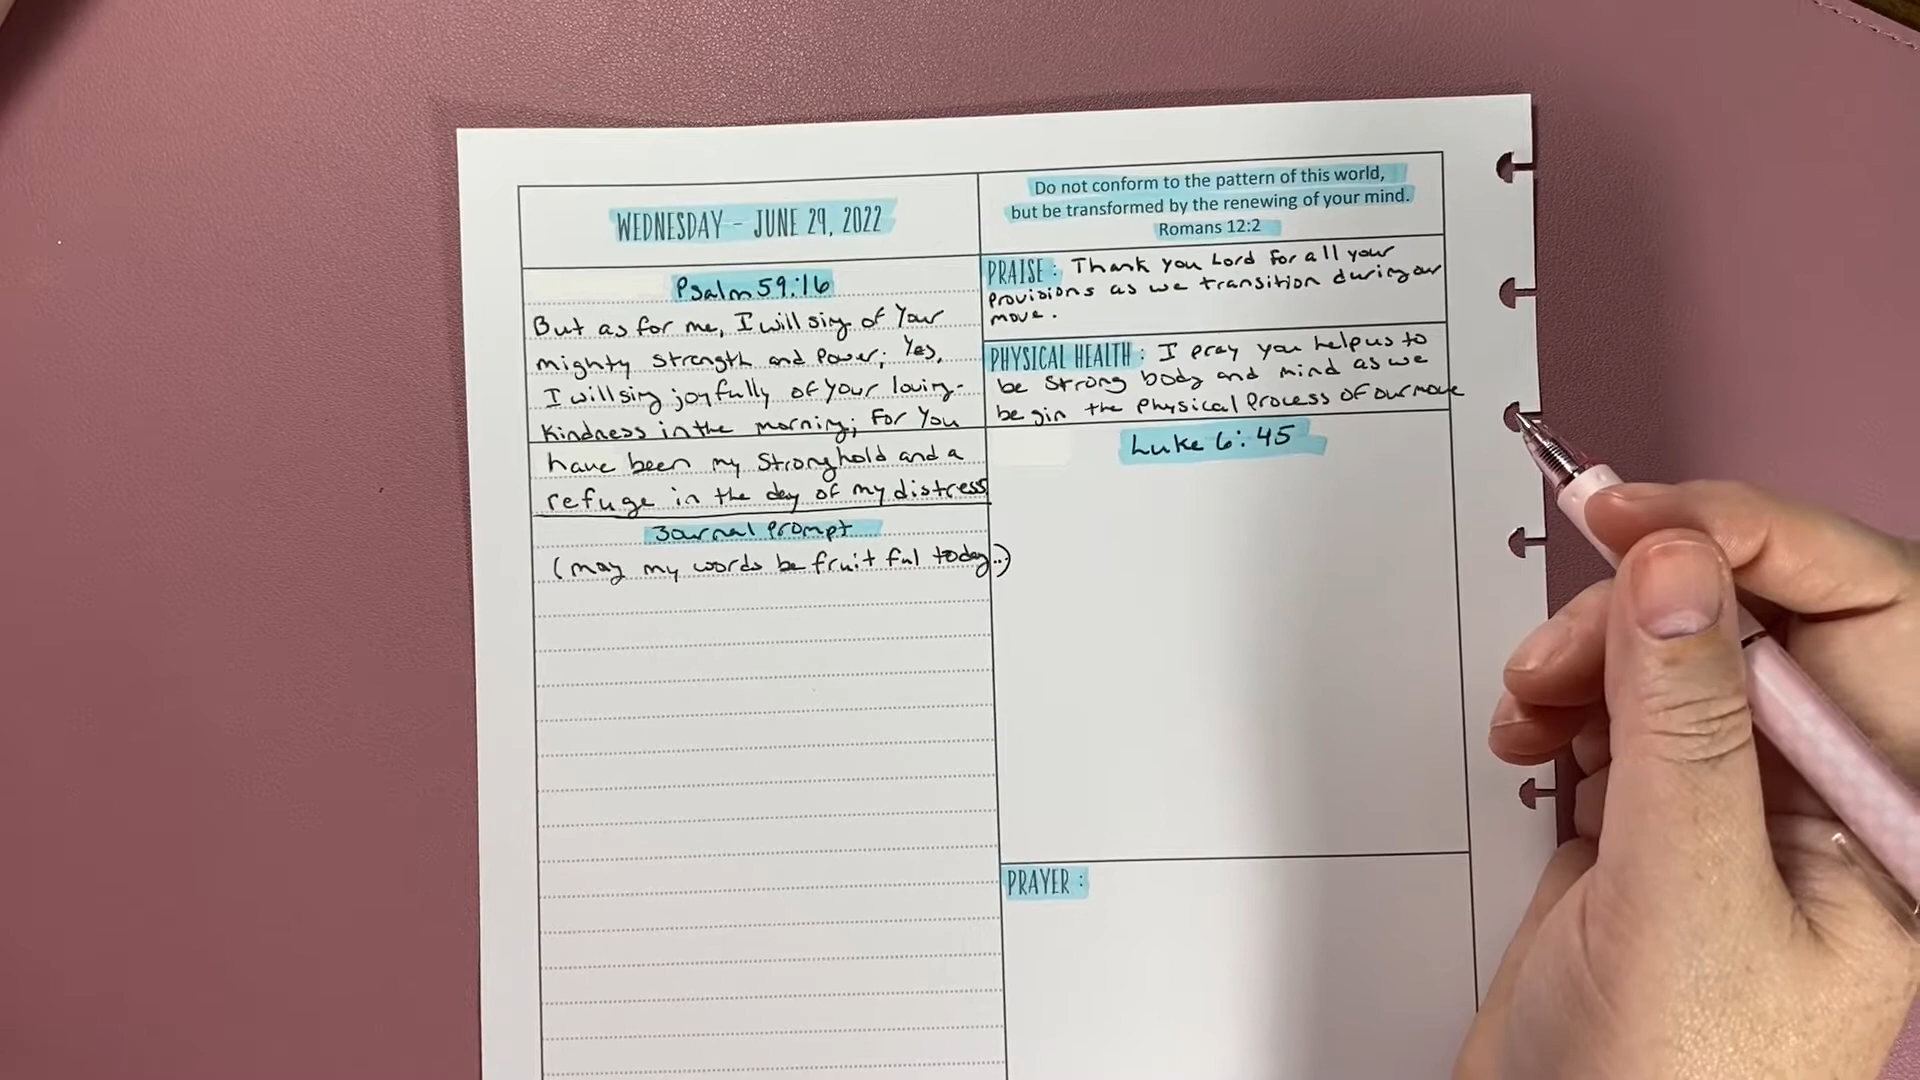 WEDNESDAY - JUNE 29, 2022
Psalm 59:16
But as for me, I will sing of Your
mighty strength and Power; Yes,
I will sing joyfully of Your loving-
kindness in the morning; For You
have been my Stronghold and a
refuge in the day of my distress
Journal Prompt
(may my words be fruitful today..)
Do not conform to the pattern of this world,
but be transformed by the renewing of your mind.
Romans 12:2
PRAISE: Thank you Lord for all your
provisions as we transition during our
move.
PHYSICAL HEALTH: I pray you help us to
be strong body and mind as we
begin the Physical Process of our move
Luke 6:45
PRAYER: